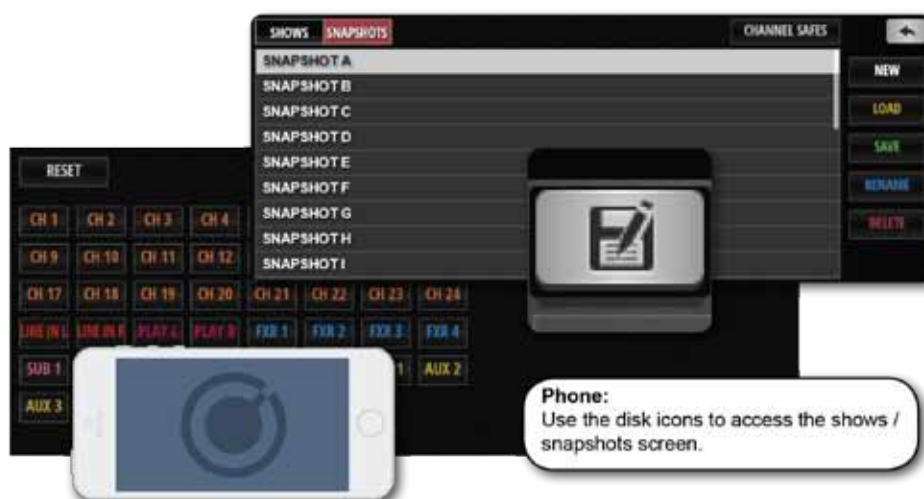 SHOWS SNAPSHOTS CHANNEL SAFES
SNAPSHOT A
NEW
SNAPSHOT B
SNAPSHOT C
LOAD
SNAPSHOT D
SAVE
SNAPSHOT E
RESET
SNAPSHOT F
RENAME
SNAPSHOT G
CH 1 CH 2 CH 3 CH 4
DELETE
SNAPSHOT H
CH 9 CH 10 CH 11 CH 12
SNAPSHOT I
CH 17 CH 18 CH 19 CH 20 CH 21 CH 22 CH 23 CH 24
LINE IN L LINE IN R PLAY L PLAY R FXR 1 FXR 2 FXR 3 FXR 4
SUB 1 1 AUX 2
AUX 3
Phone:
Use the disk icons to access the shows /
snapshots screen.